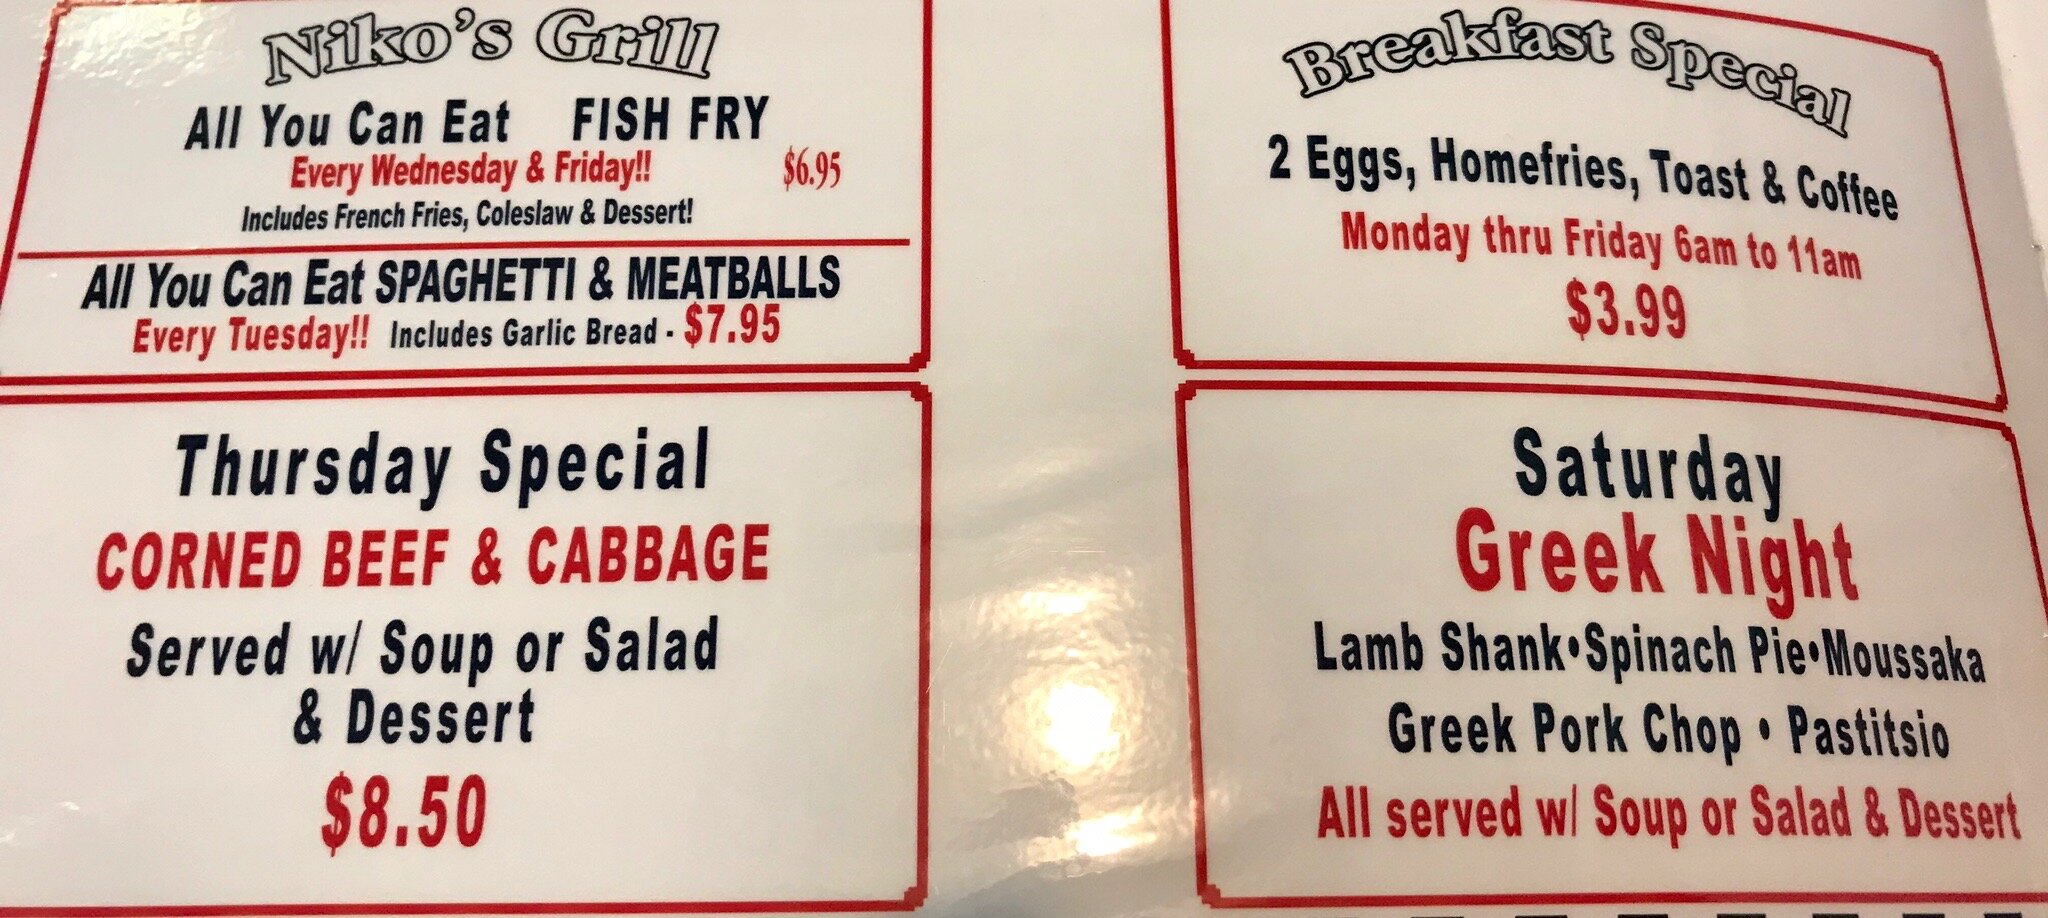 Niko's Grill
All You Can Eat FISH FRY
Every Wednesday & Friday!! $6.95
Includes French Fries, Coleslaw & Dessert!
All You Can Eat SPAGHETTI & MEATBALLS
Every Tuesday!! Includes Garlic Bread - $7.95
Thursday Special
CORNED BEEF & CABBAGE
Served w/ Soup or Salad
& Dessert
$8.50
Breakfast Special
2 Eggs, Homefries, Toast & Coffee
Monday thru Friday 6am to 11am
$3.99
Saturday
Greek Night
Lamb Shank•Spinach Pie•Moussaka
Greek Pork Chop • Pastitsio
All served w/ Soup or Salad & Dessert